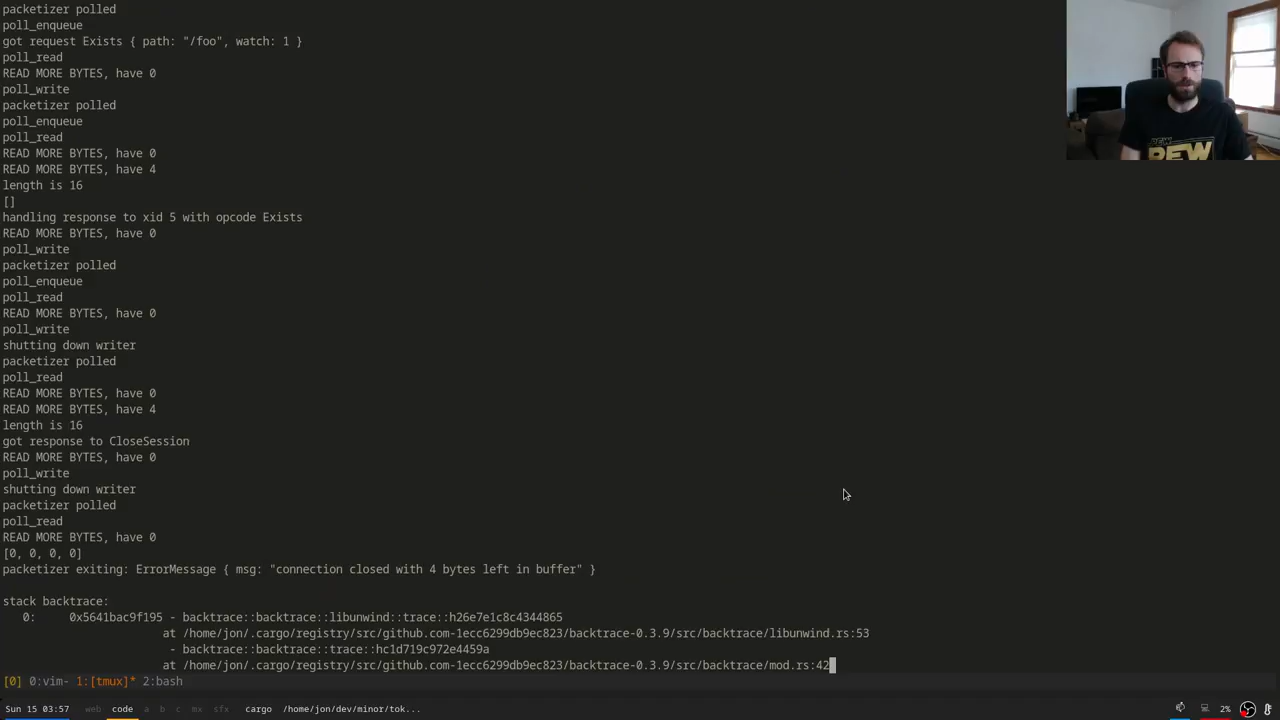 packetizer polled
poll_enqueue
got request Exists { path: "/foo", watch: 1 }
poll_read
READ MORE BYTES, have 0
poll_write
packetizer polled
poll_enqueue
poll_read
READ MORE BYTES, have 0
READ MORE BYTES, have 4
length is 16
[]
handling response to xid 5 with opcode Exists
READ MORE BYTES, have 0
poll_write
packetizer polled
poll_enqueue
poll_read
READ MORE BYTES, have 0
poll_write
shutting down writer
packetizer polled
poll_read
READ MORE BYTES, have 0
READ MORE BYTES, have 4
length is 16
got response to CloseSession
READ MORE BYTES, have 0
poll_write
shutting down writer
packetizer polled
poll_read
READ MORE BYTES, have 0
[0, 0, 0, 0]
packetizer exiting: ErrorMessage { msg: "connection closed with 4 bytes left in buffer" }
stack backtrace:
0: 0x5641bac9f195 - backtrace::backtrace::libunwind::trace::h26e7e1c8c4344865
at /home/jon/.cargo/registry/src/github.com-1ecc6299db9ec823/backtrace-0.3.9/src/backtrace/libunwind.rs:53
- backtrace::backtrace::trace::hc1d719c972e4459a
at /home/jon/.cargo/registry/src/github.com-1ecc6299db9ec823/backtrace-0.3.9/src/backtrace/mod.rs:42
[0] 0:vim- 1:[tmux]* 2:bash
Sun 15 03:57 web code a b c mx sfx cargo /home/jon/dev/minor/tok... 2%